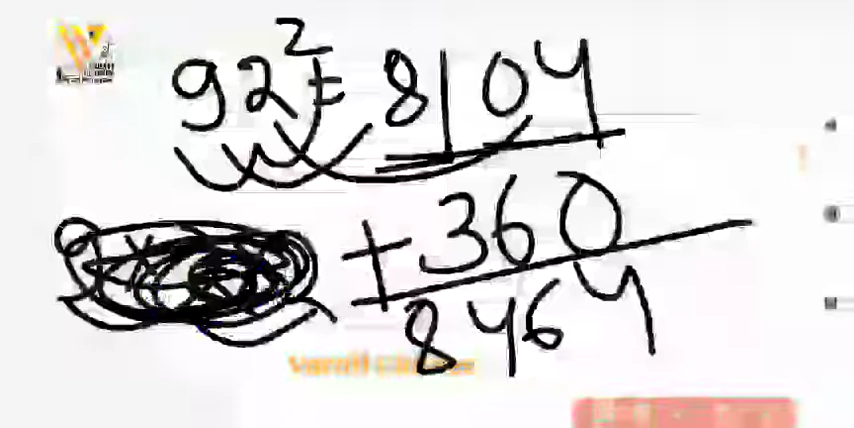 92² = 8104
+ 360
8464